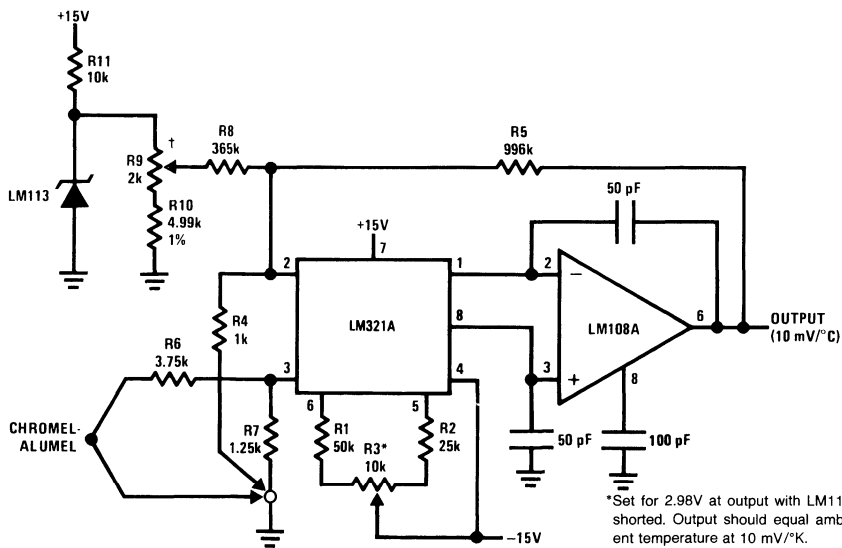 +15V
R11
10k
†
R9
2k
LM113
R10
4.99k
1%
R8
365k
R5
996k
50 pF
+15V
7
2
1
LM321A
8
3
4
6
5
2
−
LM108A
6
3
+
8
OUTPUT
(10 mV/°C)
R4
1k
R6
3.75k
R7
1.25k
CHROMEL-
ALUMEL
R1
50k
R3*
10k
R2
25k
50 pF
100 pF
−15V
*Set for 2.98V at output with LM11
shorted. Output should equal amb
ent temperature at 10 mV/°K.